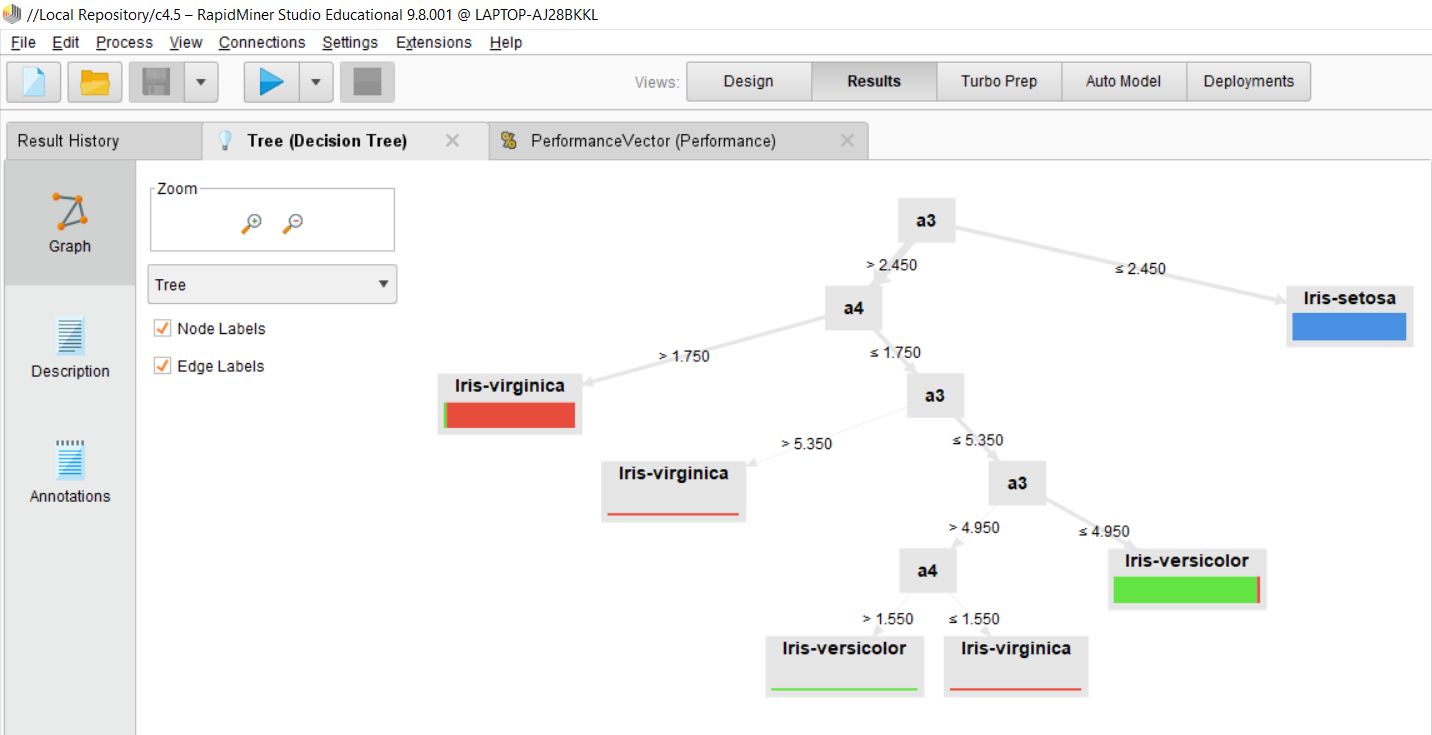 //Local Repository/c4.5 – RapidMiner Studio Educational 9.8.001 @ LAPTOP-AJ28BKKL
File Edit Process View Connections Settings Extensions Help
Views: Design Results Turbo Prep Auto Model Deployments
Result History Tree (Decision Tree) PerformanceVector (Performance)
Zoom
Graph
Tree
Node Labels
Edge Labels
Description
Annotations
a3
> 2.450 ≤ 2.450
a4 Iris-setosa
> 1.750 ≤ 1.750
Iris-virginica a3
> 5.350 ≤ 5.350
Iris-virginica a3
> 4.950 ≤ 4.950
a4 Iris-versicolor
> 1.550 ≤ 1.550
Iris-versicolor Iris-virginica